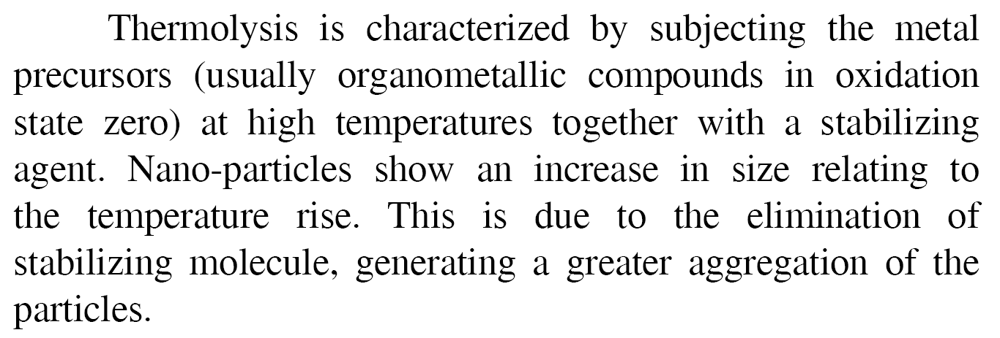 Thermolysis is characterized by subjecting the metal
precursors (usually organometallic compounds in oxidation
state zero) at high temperatures together with a stabilizing
agent. Nano-particles show an increase in size relating to
the temperature rise. This is due to the elimination of
stabilizing molecule, generating a greater aggregation of the
particles.